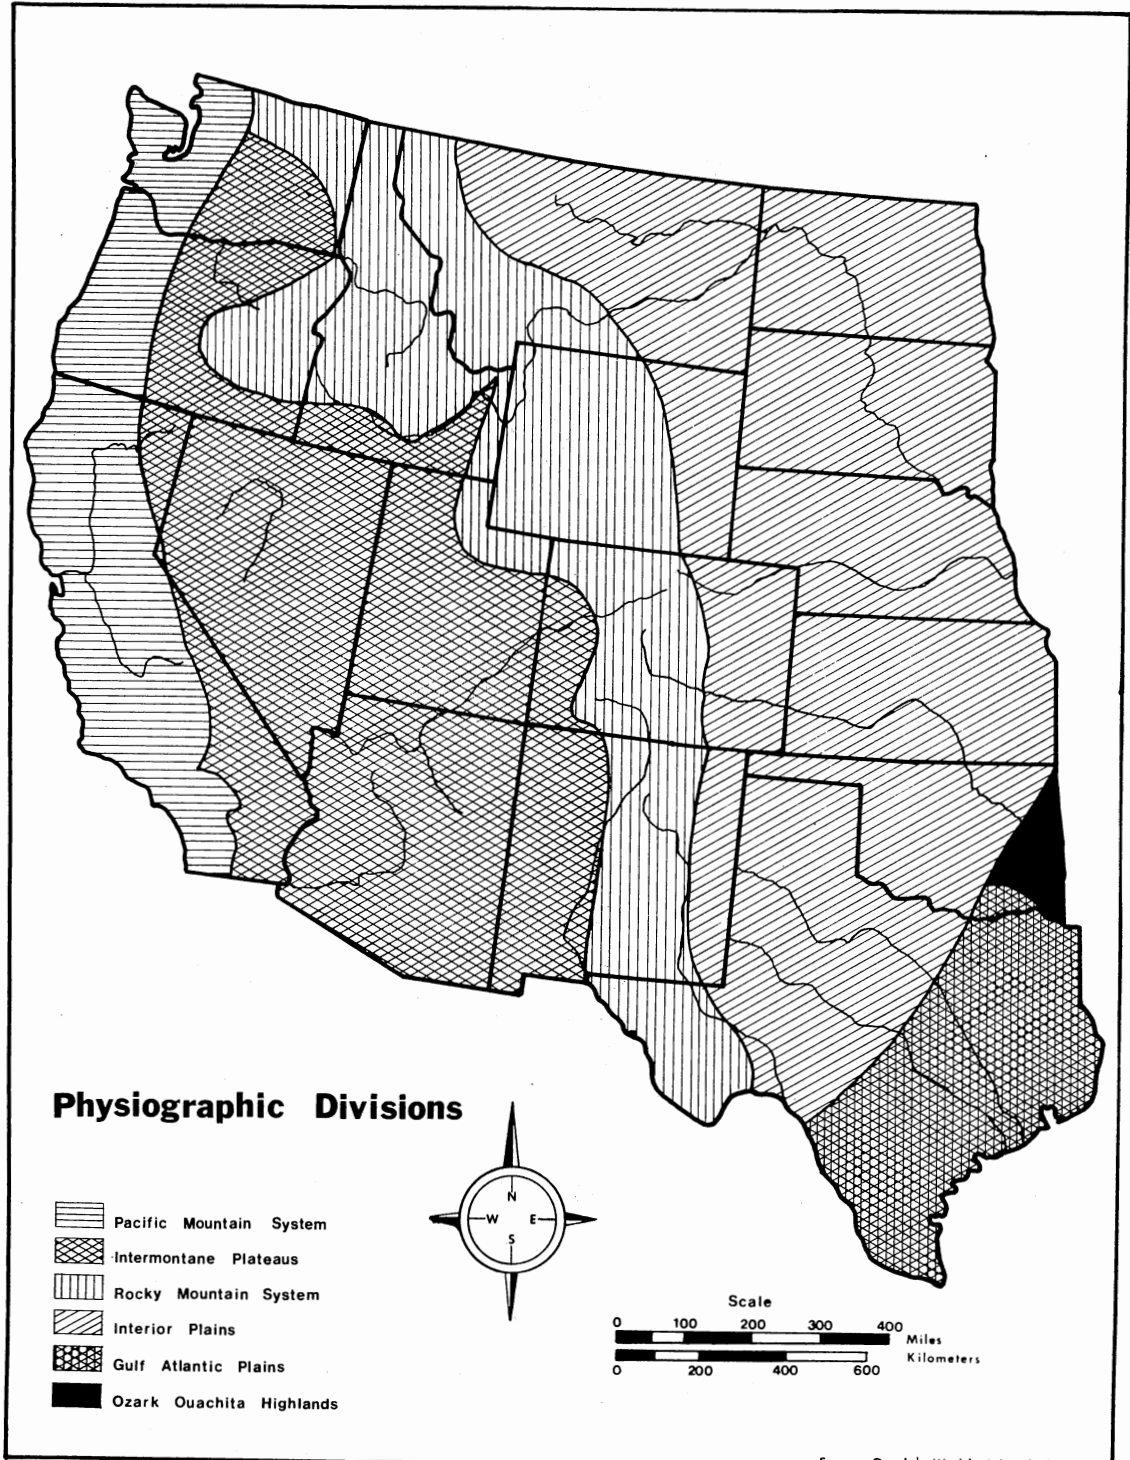 Physiographic Divisions
Pacific Mountain System
Intermontane Plateaus
Rocky Mountain System
Interior Plains
Gulf Atlantic Plains
Ozark Ouachita Highlands
N
W E
S
Scale
0 100 200 300 400
Miles
Kilometers
0 200 400 600